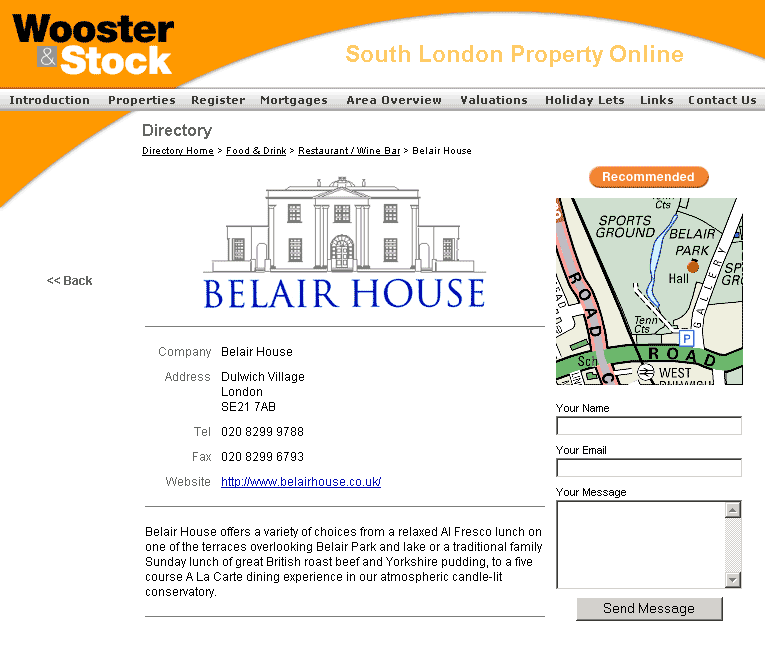 Wooster
& Stock
South London Property Online
Introduction Properties Register Mortgages Area Overview Valuations Holiday Lets Links Contact Us
Directory
Directory Home > Food & Drink > Restaurant / Wine Bar > Belair House
<< Back
BELAIR HOUSE
Company Belair House
Address Dulwich Village
London
SE21 7AB
Tel 020 8299 9788
Fax 020 8299 6793
Website http://www.belairhouse.co.uk/
Belair House offers a variety of choices from a relaxed Al Fresco lunch on
one of the terraces overlooking Belair Park and lake or a traditional family
Sunday lunch of great British roast beef and Yorkshire pudding, to a five
course A La Carte dining experience in our atmospheric candle-lit
conservatory.
Recommended
Cts
SPORTS
GROUND
BELAIR
PARK
Hall
SP
GR
GALLERY
ROAD
Tenn
Cts
P
Sch
ROAD
C
WEST
Your Name
Your Email
Your Message
Send Message